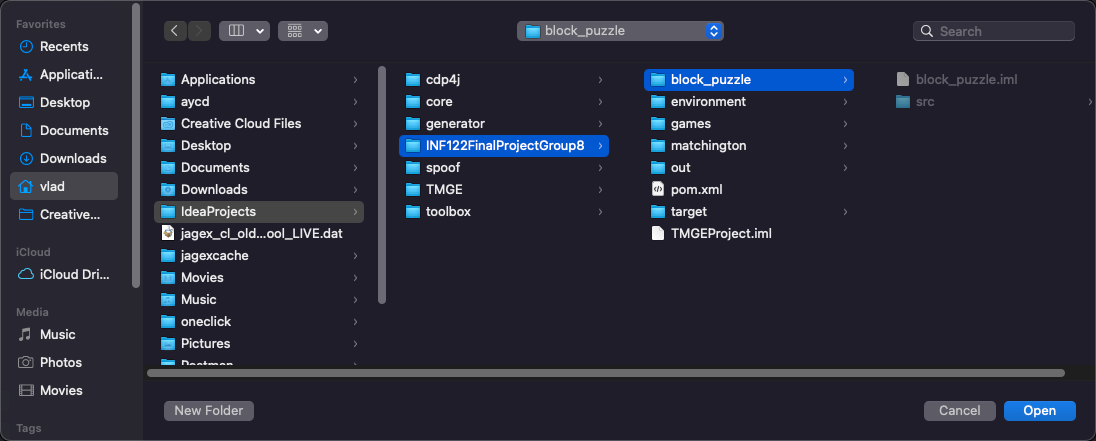 block_puzzle
Search
Favorites
Recents
Applicati...
Desktop
Documents
Downloads
vlad
Creative...
iCloud
iCloud Dri...
Media
Music
Photos
Movies
Tags
Applications
aycd
Creative Cloud Files
Desktop
Documents
Downloads
IdeaProjects
jagex_cl_old...ool_LIVE.dat
jagexcache
Movies
Music
oneclick
Pictures
Postman
cdp4j
core
generator
INF122FinalProjectGroup8
spoof
TMGE
toolbox
block_puzzle
environment
games
matchington
out
pom.xml
target
TMGEProject.iml
block_puzzle.iml
src
New Folder
Cancel
Open